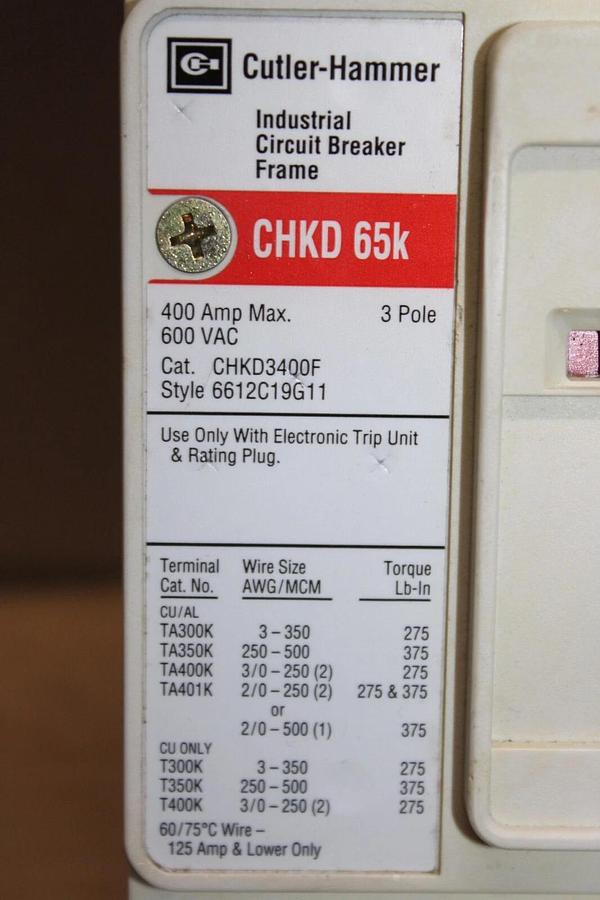 Cutler-Hammer
Industrial
Circuit Breaker
Frame
CHKD 65k
400 Amp Max. 3 Pole
600 VAC
Cat. CHKD3400F
Style 6612C19G11
Use Only With Electronic Trip Unit
& Rating Plug.
Terminal Wire Size Torque
Cat. No. AWG/MCM Lb-In
CU/AL
TA300K 3–350 275
TA350K 250–500 375
TA400K 3/0–250 (2) 275
TA401K 2/0–250 (2) 275 & 375
or
2/0–500 (1) 375
CU ONLY
T300K 3–350 275
T350K 250–500 375
T400K 3/0–250 (2) 275
60/75°C Wire –
125 Amp & Lower Only